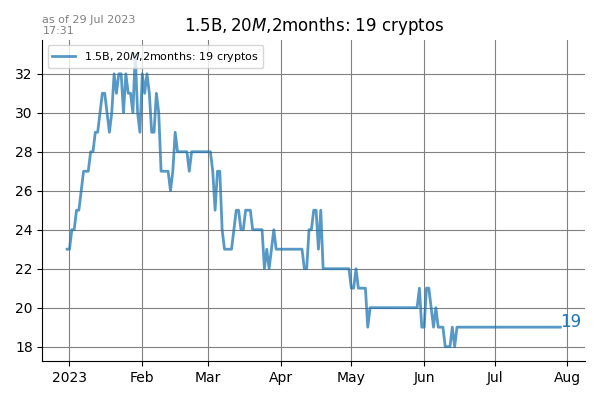 as of 29 Jul 2023
17:31
1.5B, 20M,2months: 19 cryptos
1.5B, 20M,2months: 19 cryptos
32
30
28
26
24
22
20
18
19
2023 Feb Mar Apr May Jun Jul Aug